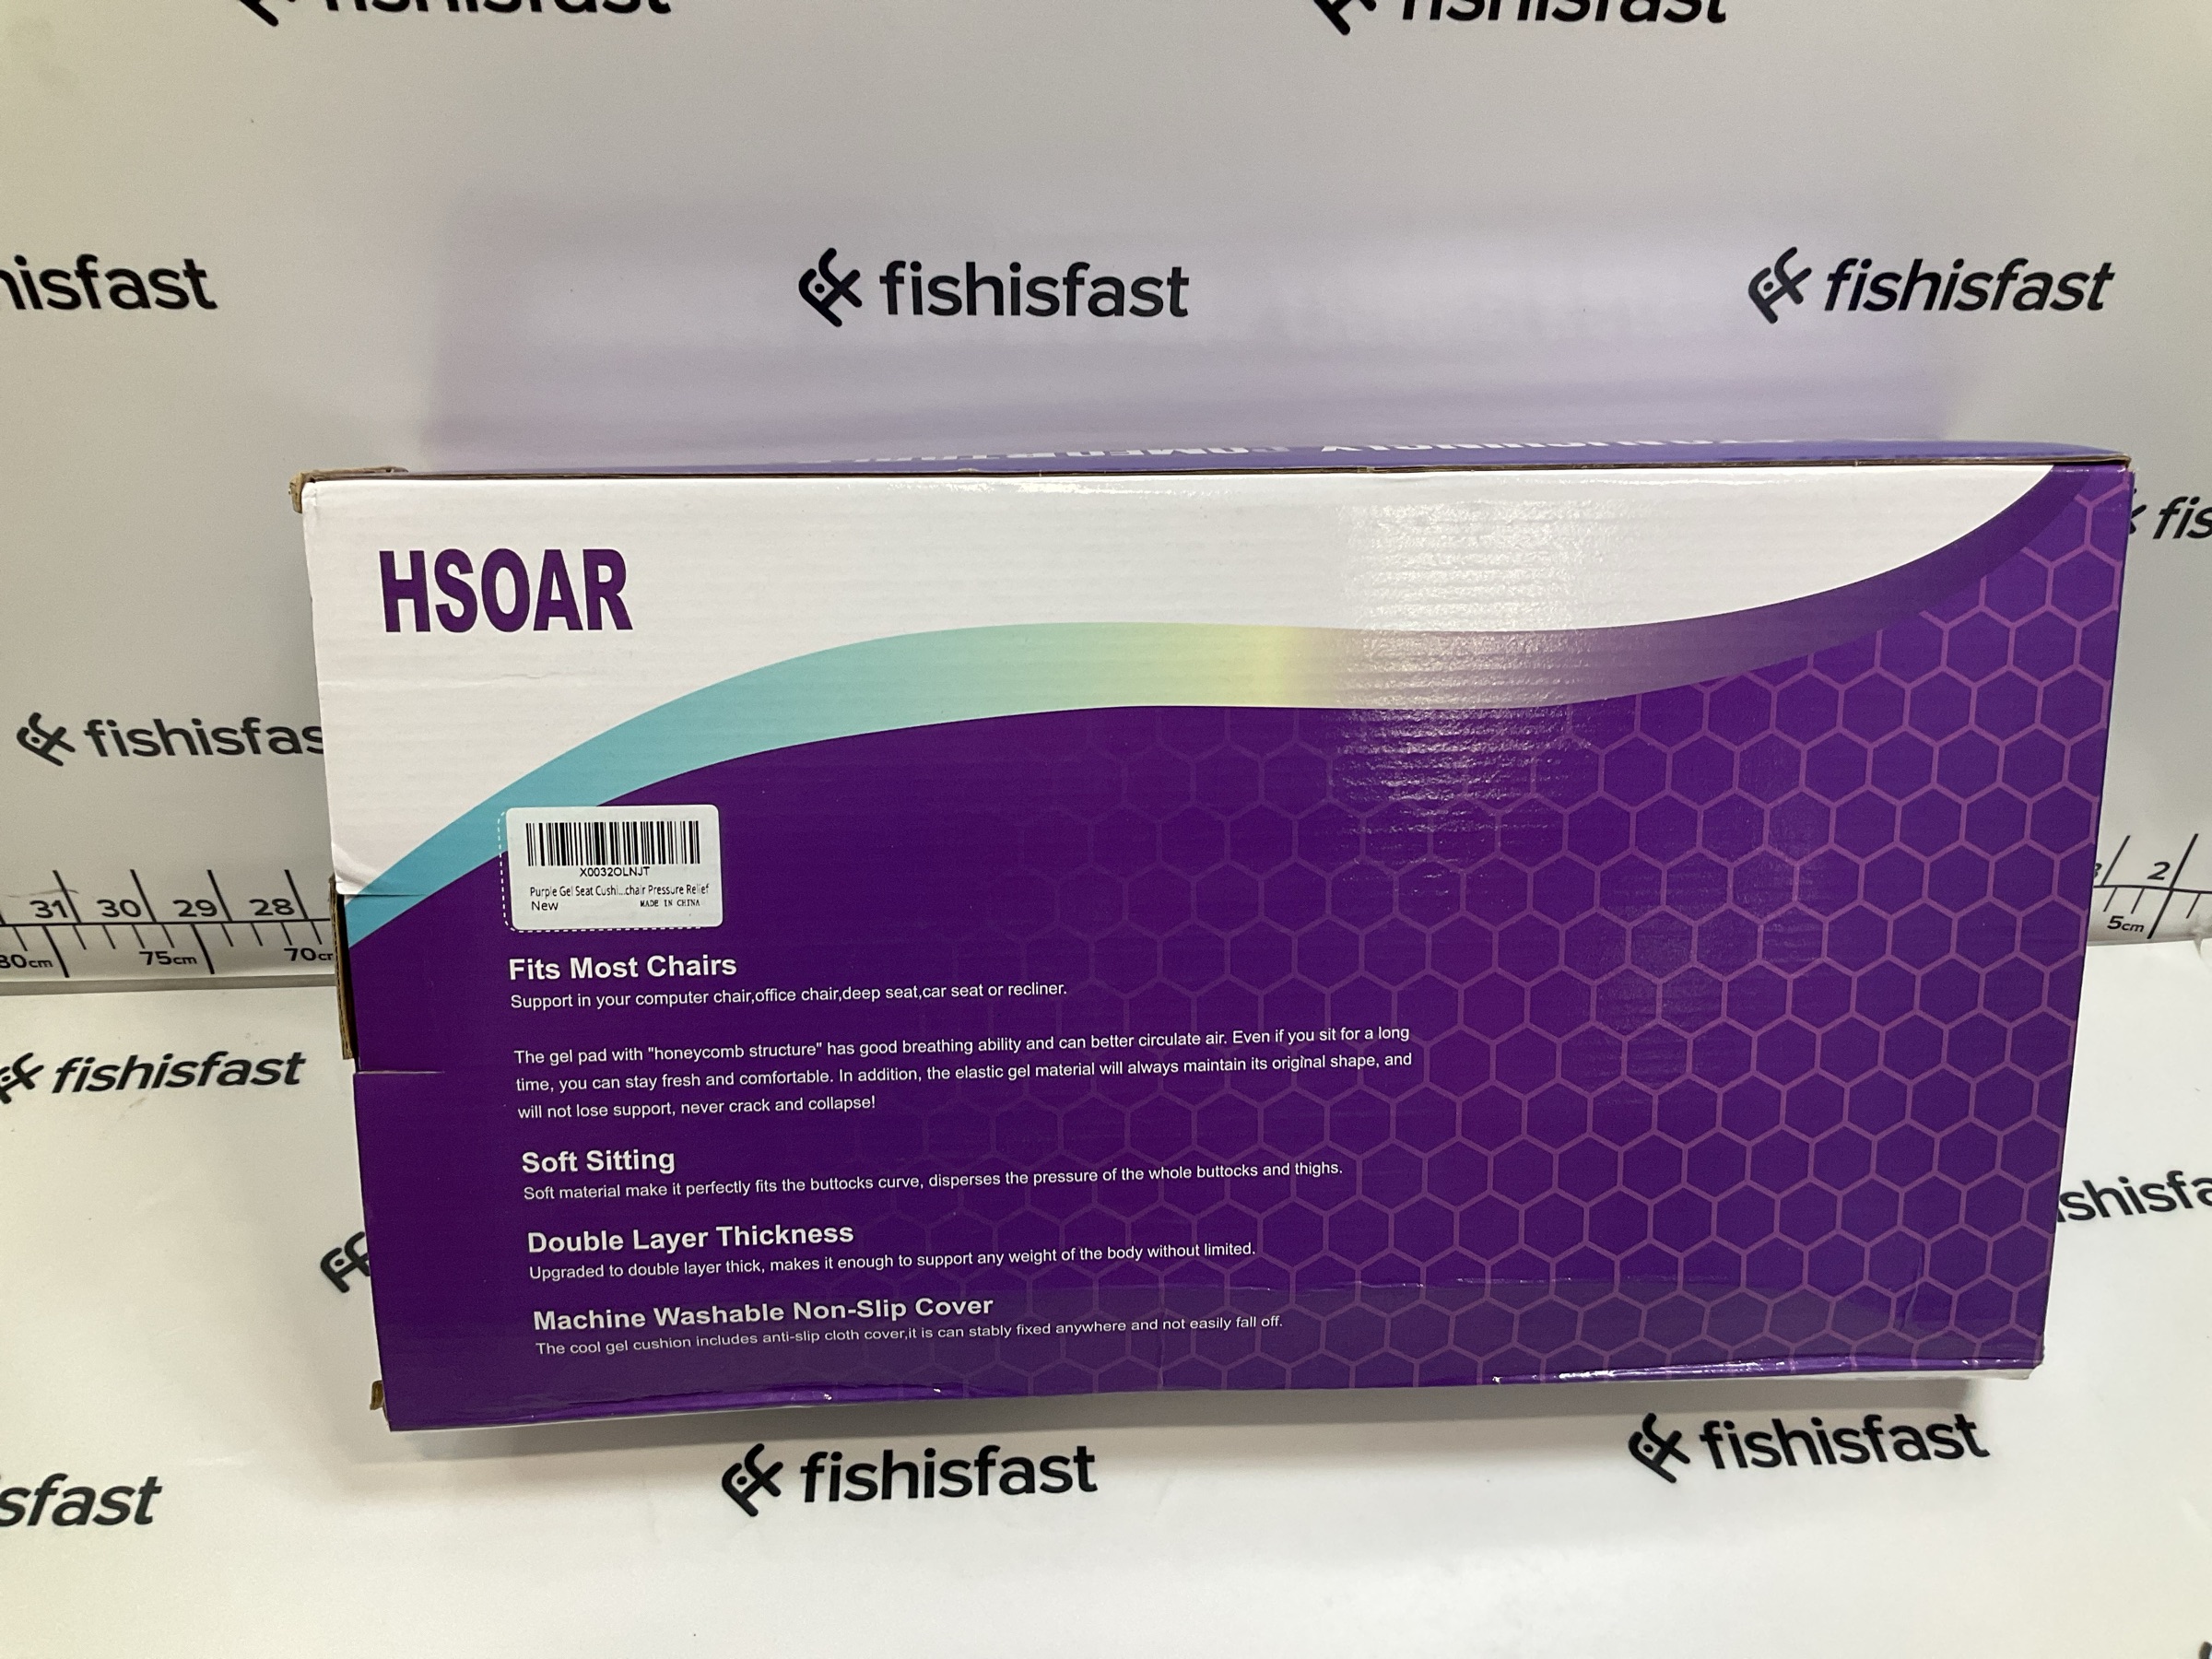 fishisfast
fishisfast
hisfast
fishisfast
fishisfast
fis
HSOAR
fishisfas
X0032OLNJT
Purple Gel Seat Cushi...chair Pressure Relief
New MADE IN CHINA
31 30 29 28
2
80cm 75cm 70cm
5cm
Fits Most Chairs
Support in your computer chair,office chair,deep seat,car seat or recliner.
The gel pad with "honeycomb structure" has good breathing ability and can better circulate air. Even if you sit for a long
time, you can stay fresh and comfortable. In addition, the elastic gel material will always maintain its original shape, and
will not lose support, never crack and collapse!
fishisfast
Soft Sitting
Soft material make it perfectly fits the buttocks curve, disperses the pressure of the whole buttocks and thighs.
shisfa
Double Layer Thickness
Upgraded to double layer thick, makes it enough to support any weight of the body without limited.
Machine Washable Non-Slip Cover
The cool gel cushion includes anti-slip cloth cover,it is can stably fixed anywhere and not easily fall off.
fishisfast
fishisfast
sfast